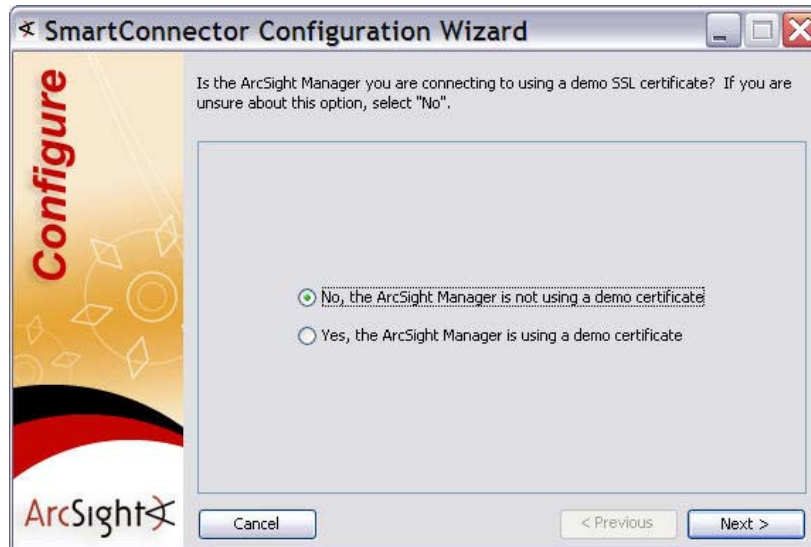 SmartConnector Configuration Wizard
Configure
Is the ArcSight Manager you are connecting to using a demo SSL certificate? If you are
unsure about this option, select "No".
No, the ArcSight Manager is not using a demo certificate
Yes, the ArcSight Manager is using a demo certificate
ArcSight
Cancel
< Previous
Next >